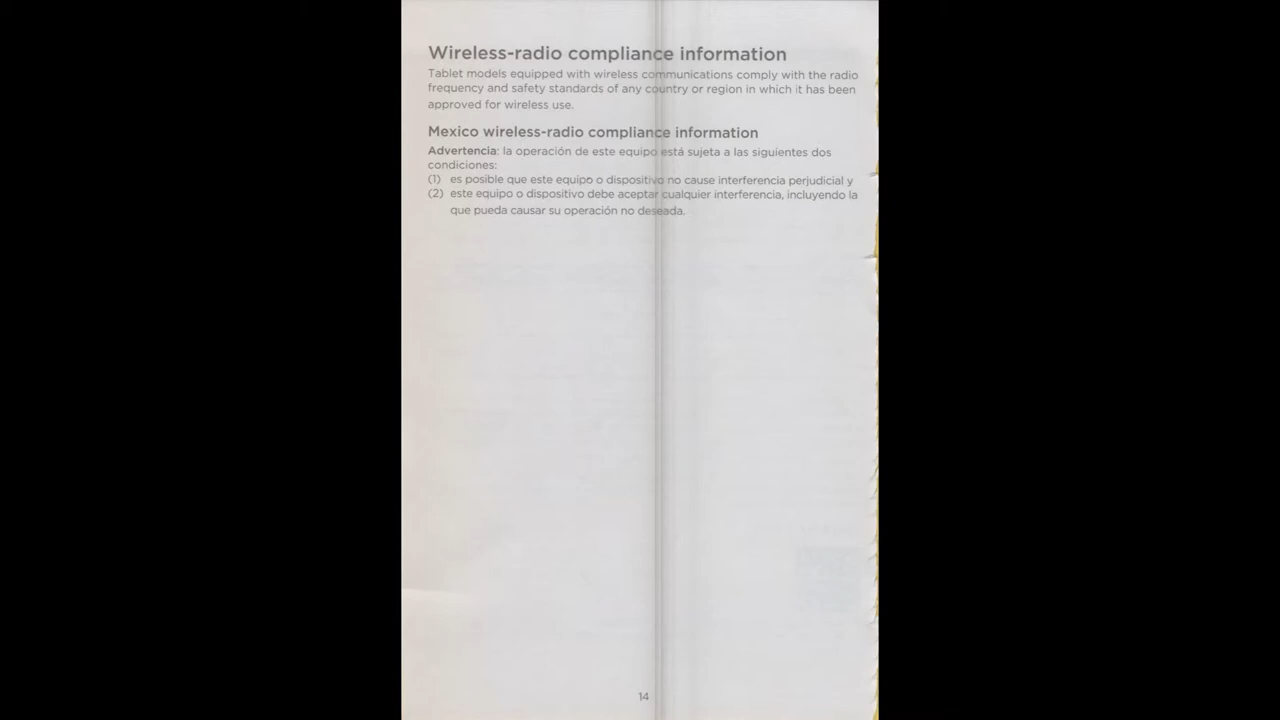 Wireless-radio compliance information
Tablet models equipped with wireless communications comply with the radio
frequency and safety standards of any country or region in which it has been
approved for wireless use.
Mexico wireless-radio compliance information
Advertencia: la operación de este equipo está sujeta a las siguientes dos
condiciones:
(1) es posible que este equipo o dispositivo no cause interferencia perjudicial y
(2) este equipo o dispositivo debe aceptar cualquier interferencia, incluyendo la
que pueda causar su operación no deseada.
14